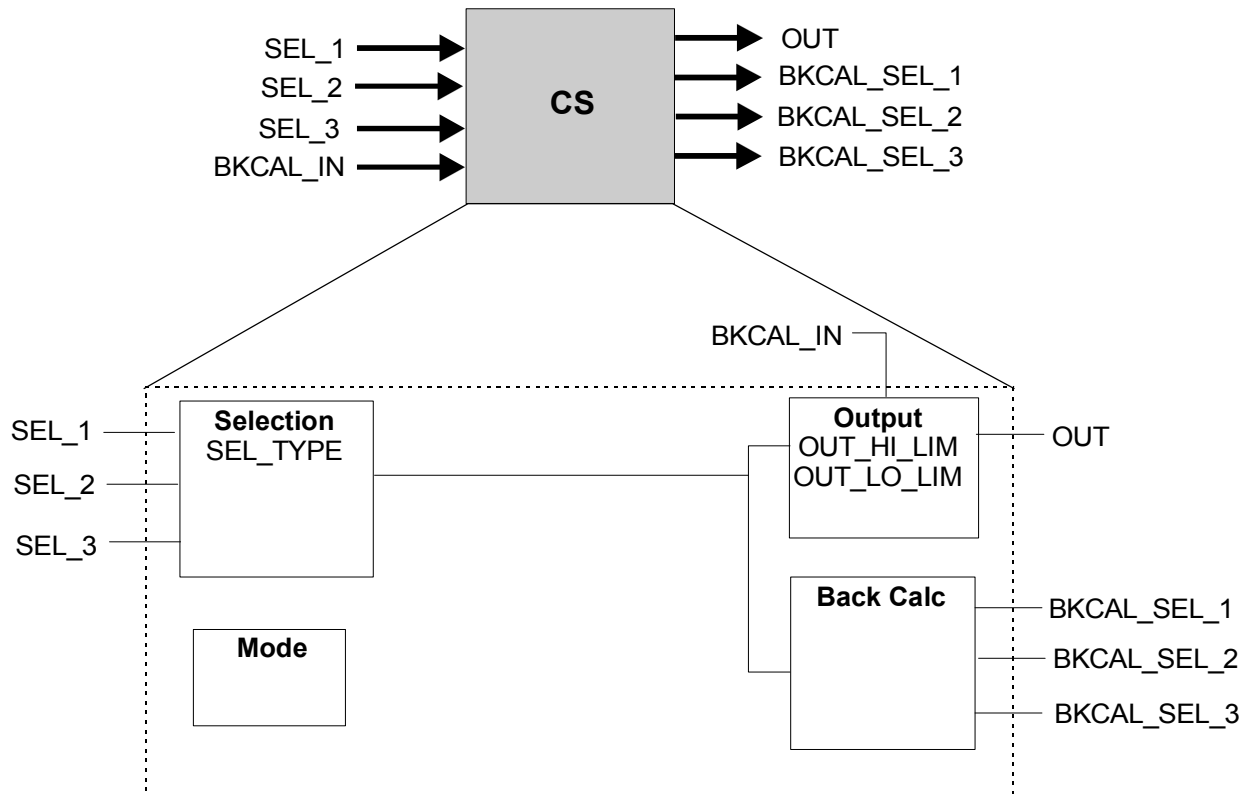 SEL_1
SEL_2
SEL_3
BKCAL_IN
CS
OUT
BKCAL_SEL_1
BKCAL_SEL_2
BKCAL_SEL_3
BKCAL_IN
SEL_1
SEL_2
SEL_3
Selection
SEL_TYPE
Mode
Output
OUT_HI_LIM
OUT_LO_LIM
OUT
Back Calc
BKCAL_SEL_1
BKCAL_SEL_2
BKCAL_SEL_3